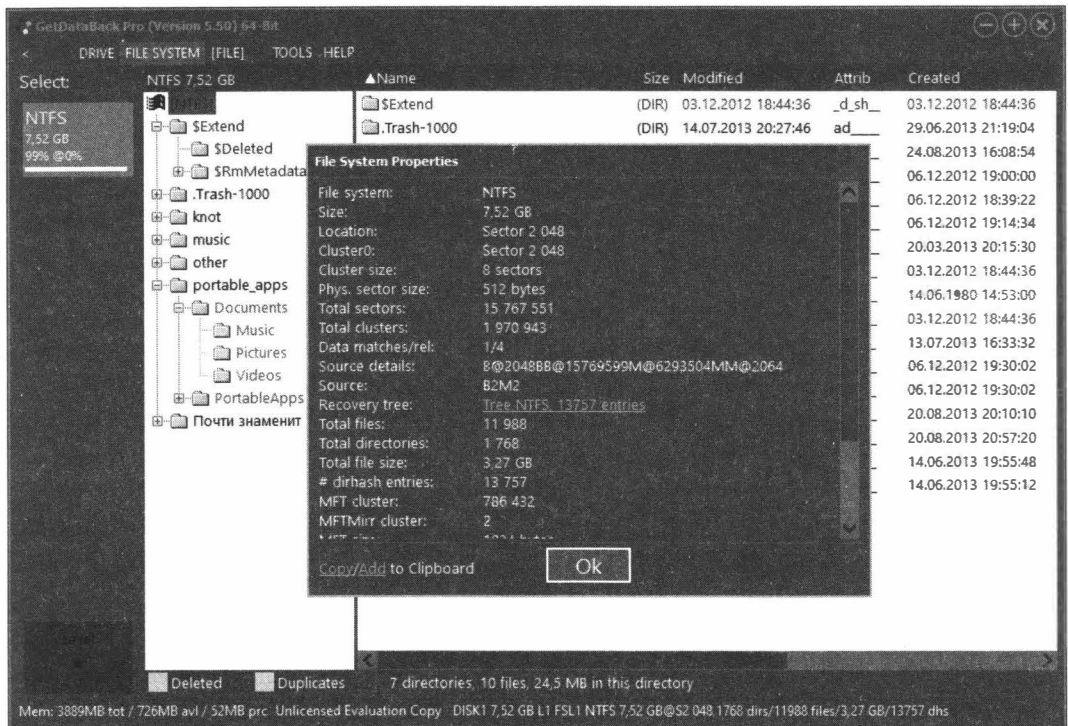 GetDataBack Pro (Version 5.50) 64-Bit
< DRIVE FILE SYSTEM [FILE] TOOLS HELP
Select: NTFS 7,52 GB ▲Name Size Modified Attrib Created
NTFS
7,52 GB
99% @0%
[NTFS]
$Extend
$Deleted
$RmMetadata
.Trash-1000
knot
music
other
portable_apps
Documents
Music
Pictures
Videos
PortableApps
Почти знаменит
$Extend (DIR) 03.12.2012 18:44:36 _d_sh_ 03.12.2012 18:44:36
.Trash-1000 (DIR) 14.07.2013 20:27:46 ad____ 29.06.2013 21:19:04
24.08.2013 16:08:54
06.12.2012 19:00:00
06.12.2012 18:39:22
06.12.2012 19:14:34
20.03.2013 20:15:30
03.12.2012 18:44:36
14.06.1980 14:53:00
03.12.2012 18:44:36
13.07.2013 16:33:32
06.12.2012 19:30:02
06.12.2012 19:30:02
20.08.2013 20:10:10
20.08.2013 20:57:20
14.06.2013 19:55:48
14.06.2013 19:55:12
File System Properties
File system: NTFS
Size: 7,52 GB
Location: Sector 2 048
Cluster0: Sector 2 048
Cluster size: 8 sectors
Phys. sector size: 512 bytes
Total sectors: 15 767 551
Total clusters: 1 970 943
Data matches/rel: 1/4
Source details: B@2048BB@15769599M@6293504MM@2064
Source: B2M2
Recovery tree: Tree NTFS, 13757 entries
Total files: 11 988
Total directories: 1 768
Total file size: 3,27 GB
# dirhash entries: 13 757
MFT cluster: 786 432
MFTMirr cluster: 2
MFT size: 1024 bytes
Copy/Add to Clipboard Ok
Deleted Duplicates 7 directories, 10 files, 24,5 MB in this directory
Mem: 3889MB tot / 726MB avl / 52MB prc Unlicensed Evaluation Copy DISK1 7,52 GB L1 FSL1 NTFS 7,52 GB@S2 048 1768 dirs/11988 files/3,27 GB/13757 dhs